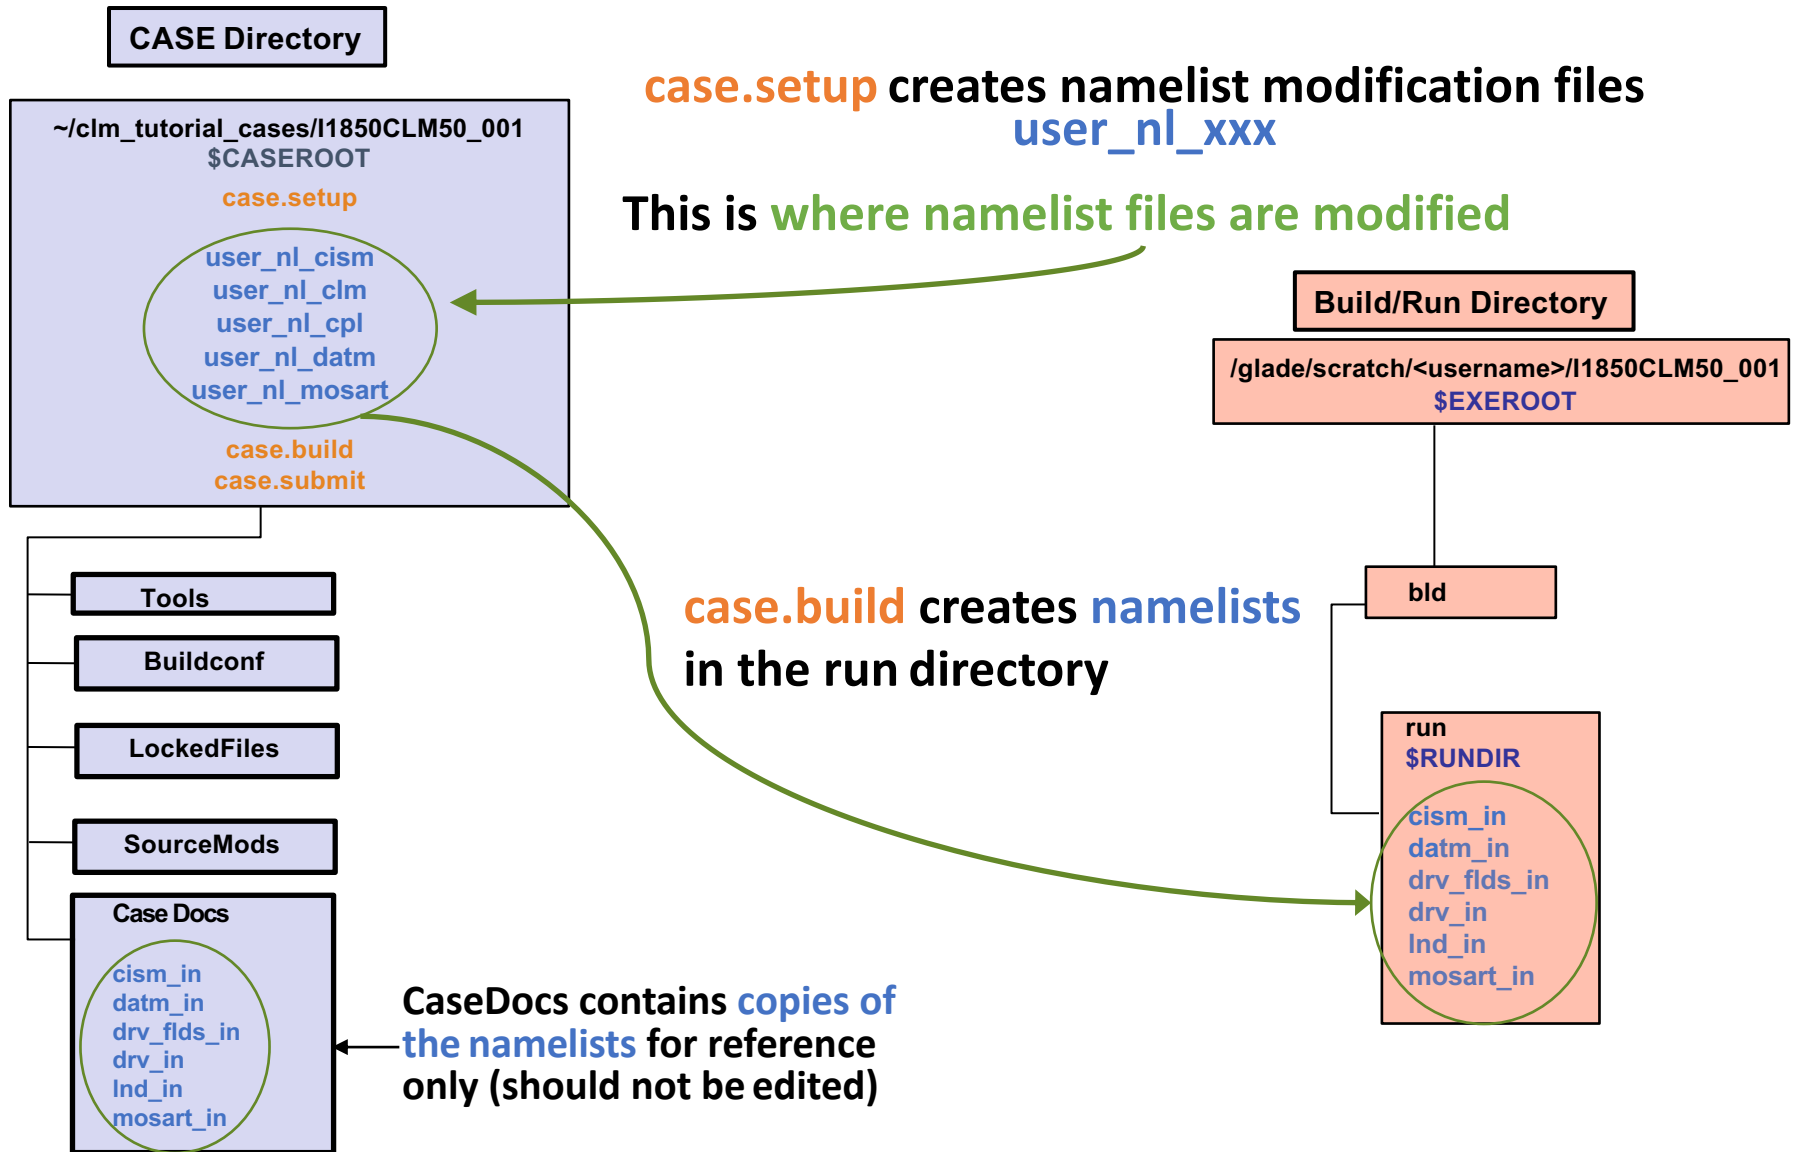 CASE Directory
~/clm_tutorial_cases/I1850CLM50_001
$CASEROOT
case.setup
user_nl_cism
user_nl_clm
user_nl_cpl
user_nl_datm
user_nl_mosart
case.build
case.submit
case.setup creates namelist modification files
user_nl_xxx
This is where namelist files are modified
Build/Run Directory
/glade/scratch/<username>/I1850CLM50_001
$EXEROOT
Tools
Buildconf
LockedFiles
SourceMods
Case Docs
cism_in
datm_in
drv_flds_in
drv_in
lnd_in
mosart_in
case.build creates namelists
in the run directory
CaseDocs contains copies of
the namelists for reference
only (should not be edited)
bld
run
$RUNDIR
cism_in
datm_in
drv_flds_in
drv_in
lnd_in
mosart_in